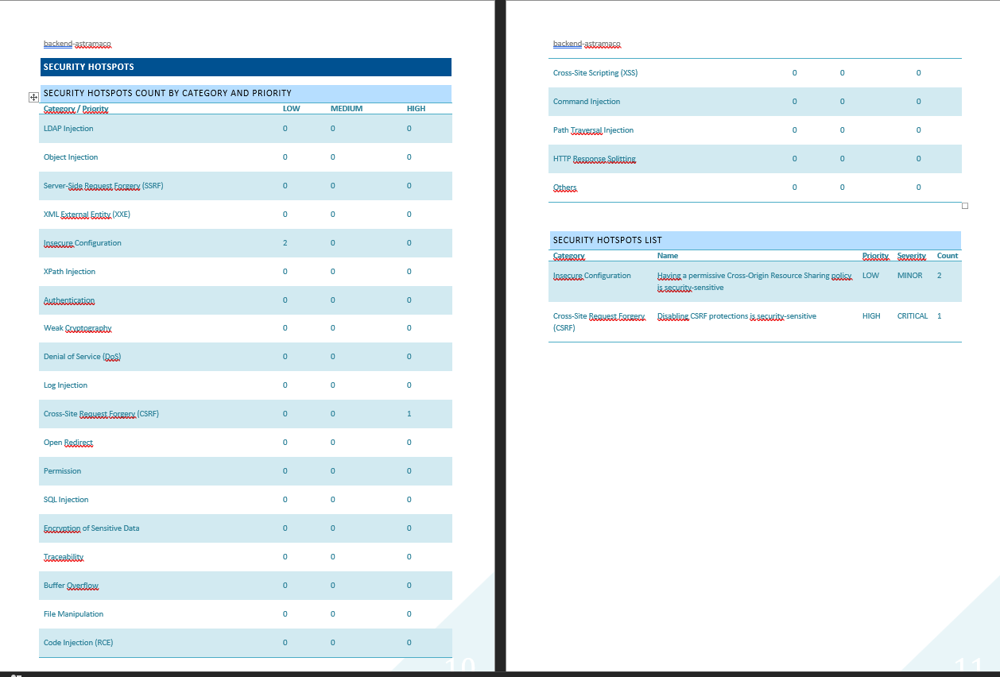 backend-astramaco
SECURITY HOTSPOTS
SECURITY HOTSPOTS COUNT BY CATEGORY AND PRIORITY
Category / Priority LOW MEDIUM HIGH
LDAP Injection 0 0 0
Object Injection 0 0 0
Server-Side Request Forgery (SSRF) 0 0 0
XML External Entity (XXE) 0 0 0
Insecure Configuration 2 0 0
XPath Injection 0 0 0
Authentication 0 0 0
Weak Cryptography 0 0 0
Denial of Service (DoS) 0 0 0
Log Injection 0 0 0
Cross-Site Request Forgery (CSRF) 0 0 1
Open Redirect 0 0 0
Permission 0 0 0
SQL Injection 0 0 0
Encryption of Sensitive Data 0 0 0
Traceability 0 0 0
Buffer Overflow 0 0 0
File Manipulation 0 0 0
Code Injection (RCE) 0 0 0
10
backend-astramaco
Cross-Site Scripting (XSS) 0 0 0
Command Injection 0 0 0
Path Traversal Injection 0 0 0
HTTP Response Splitting 0 0 0
Others 0 0 0
SECURITY HOTSPOTS LIST
Category Name Priority Severity Count
Insecure Configuration Having a permissive Cross-Origin Resource Sharing policy LOW MINOR 2
is security-sensitive
Cross-Site Request Forgery Disabling CSRF protections is security-sensitive HIGH CRITICAL 1
(CSRF)
11